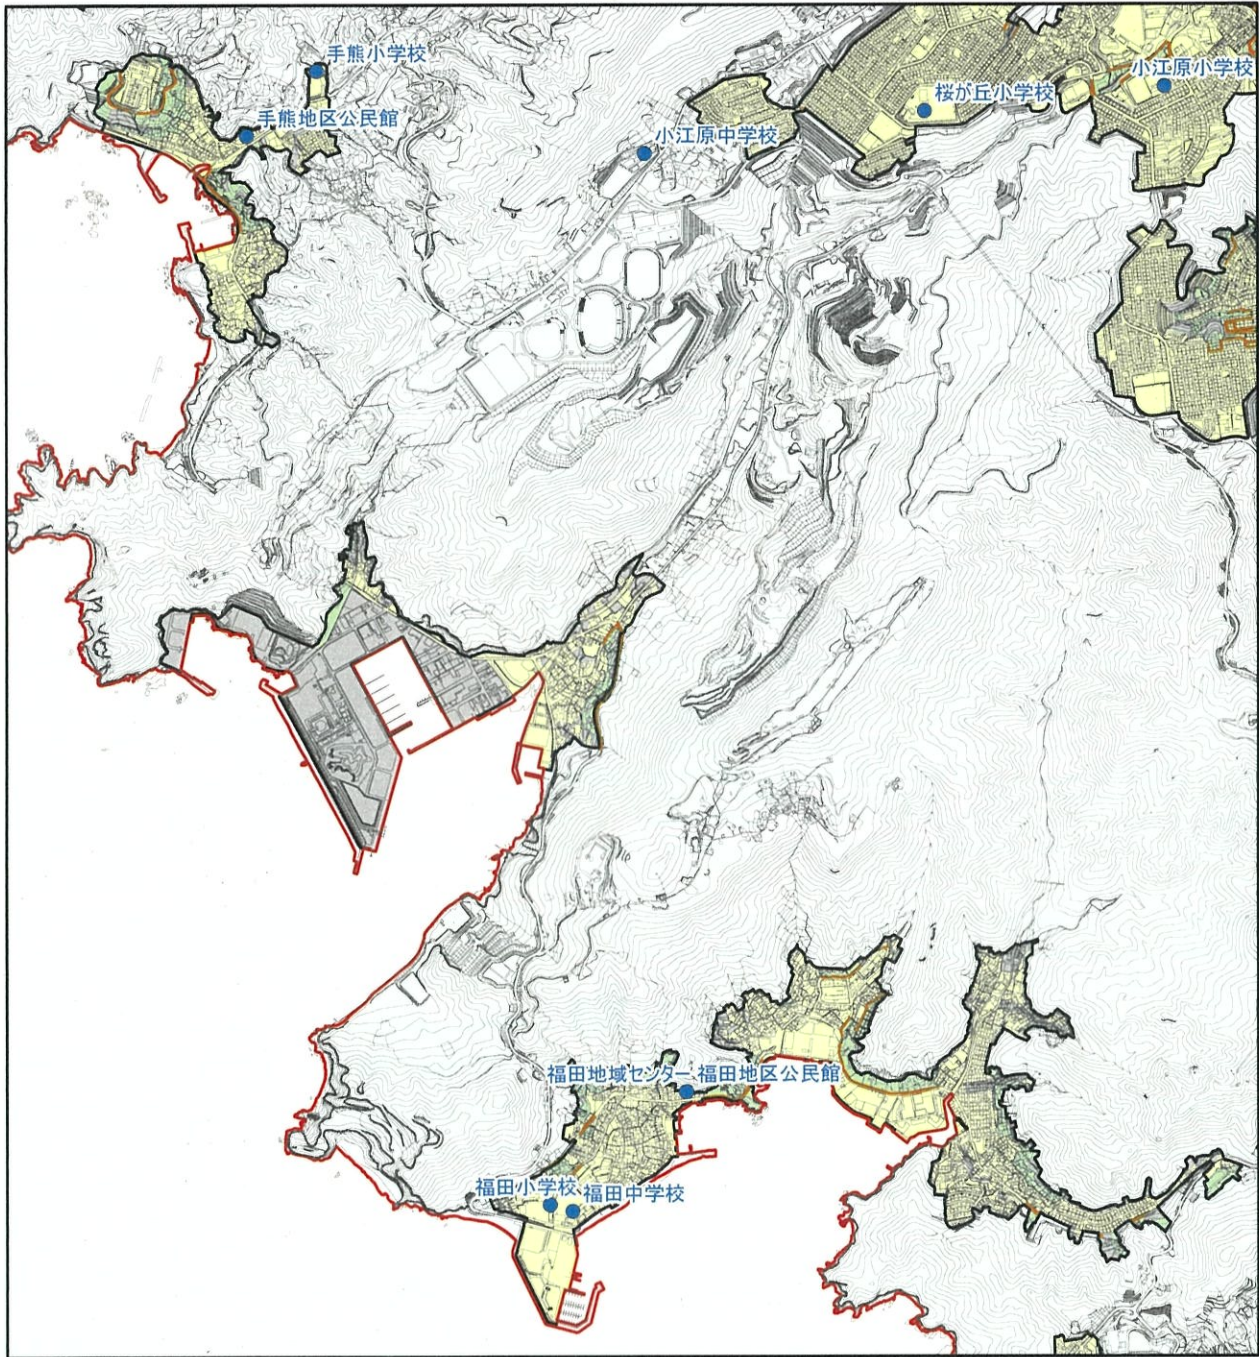 手熊小学校
手熊地区公民館
小江原中学校
桜が丘小学校
小江原小学校
福田地域センター 福田地区公民館
福田小学校
福田中学校